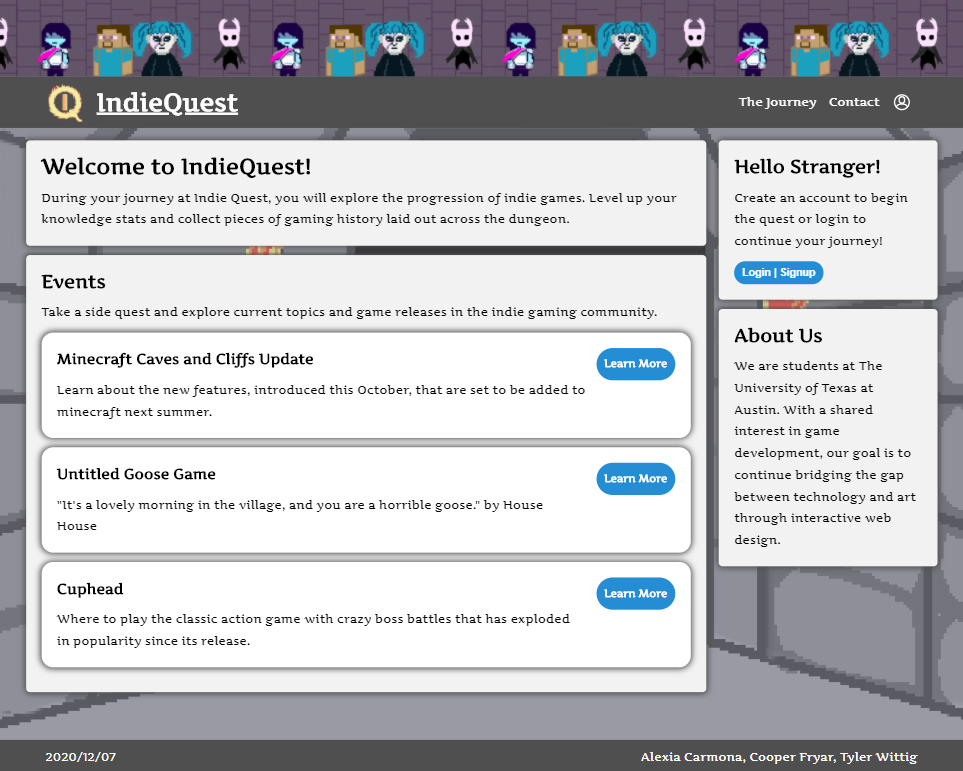 IndieQuest
The Journey Contact
Welcome to IndieQuest!
During your journey at Indie Quest, you will explore the progression of indie games. Level up your
knowledge stats and collect pieces of gaming history laid out across the dungeon.
Events
Take a side quest and explore current topics and game releases in the indie gaming community.
Minecraft Caves and Cliffs Update
Learn More
Learn about the new features, introduced this October, that are set to be added to
minecraft next summer.
Untitled Goose Game
Learn More
"It's a lovely morning in the village, and you are a horrible goose." by House
House
Cuphead
Learn More
Where to play the classic action game with crazy boss battles that has exploded
in popularity since its release.
Hello Stranger!
Create an account to begin
the quest or login to
continue your journey!
Login | Signup
About Us
We are students at The
University of Texas at
Austin. With a shared
interest in game
development, our goal is to
continue bridging the gap
between technology and art
through interactive web
design.
2020/12/07
Alexia Carmona, Cooper Fryar, Tyler Wittig